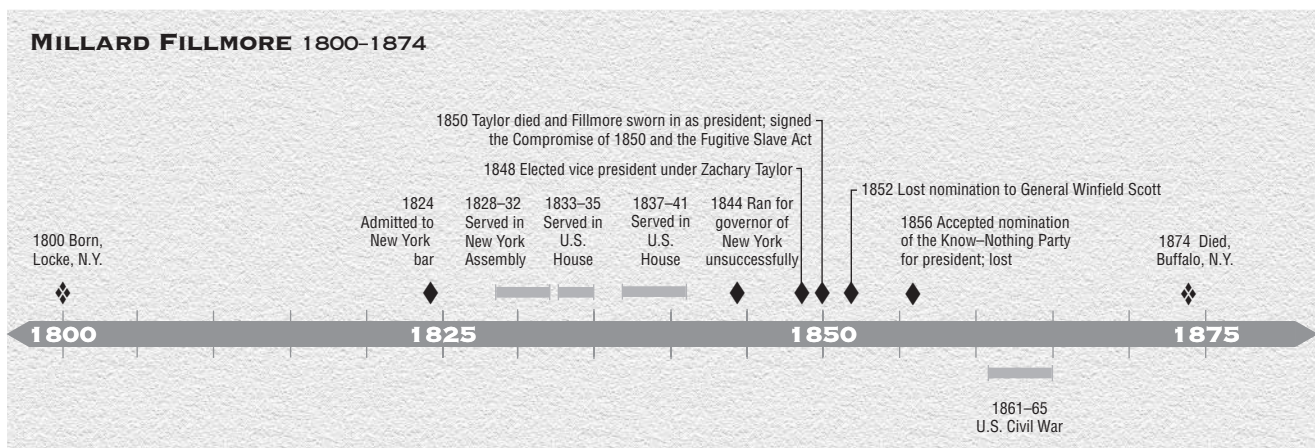 MILLARD FILLMORE 1800–1874
1850 Taylor died and Fillmore sworn in as president; signed
the Compromise of 1850 and the Fugitive Slave Act
1848 Elected vice president under Zachary Taylor
1852 Lost nomination to General Winfield Scott
1800 Born,
Locke, N.Y.
1824
Admitted to
New York
bar
1828–32
Served in
New York
Assembly
1833–35
Served in
U.S.
House
1837–41
Served in
U.S.
House
1844 Ran for
governor of
New York
unsuccessfully
1856 Accepted nomination
of the Know–Nothing Party
for president; lost
1874 Died,
Buffalo, N.Y.
1800
1825
1850
1875
1861–65
U.S. Civil War